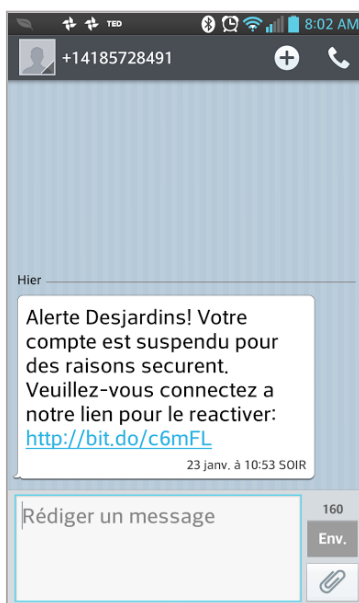 TED 8:02 AM
+14185728491
Hier
Alerte Desjardins! Votre
compte est suspendu pour
des raisons securent.
Veuillez-vous connectez a
notre lien pour le reactiver:
http://bit.do/c6mFL
23 janv. à 10:53 SOIR
Rédiger un message
160
Env.